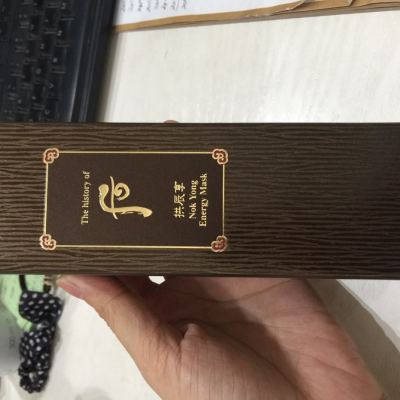 The history of
后
拱辰享
Nok Yong
Energy Mask